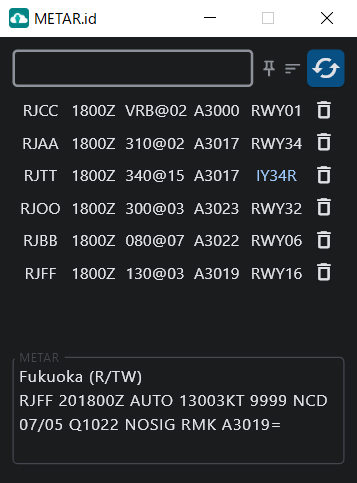 METAR.id
RJCC 1800Z VRB@02 A3000 RWY01
RJAA 1800Z 310@02 A3017 RWY34
RJTT 1800Z 340@15 A3017 IY34R
RJOO 1800Z 300@03 A3023 RWY32
RJBB 1800Z 080@07 A3022 RWY06
RJFF 1800Z 130@03 A3019 RWY16
METAR
Fukuoka (R/TW)
RJFF 201800Z AUTO 13003KT 9999 NCD
07/05 Q1022 NOSIG RMK A3019=